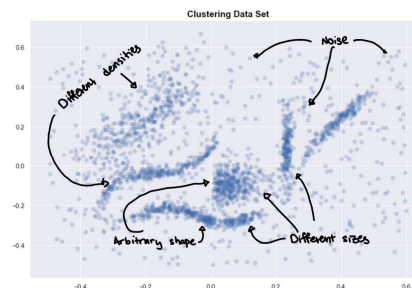 Clustering Data Set
Noise
Different densities
Arbitrary shape
Different sizes
0.6
0.4
0.2
0.0
-0.2
-0.4
-0.4
-0.2
0.0
0.2
0.4
0.6